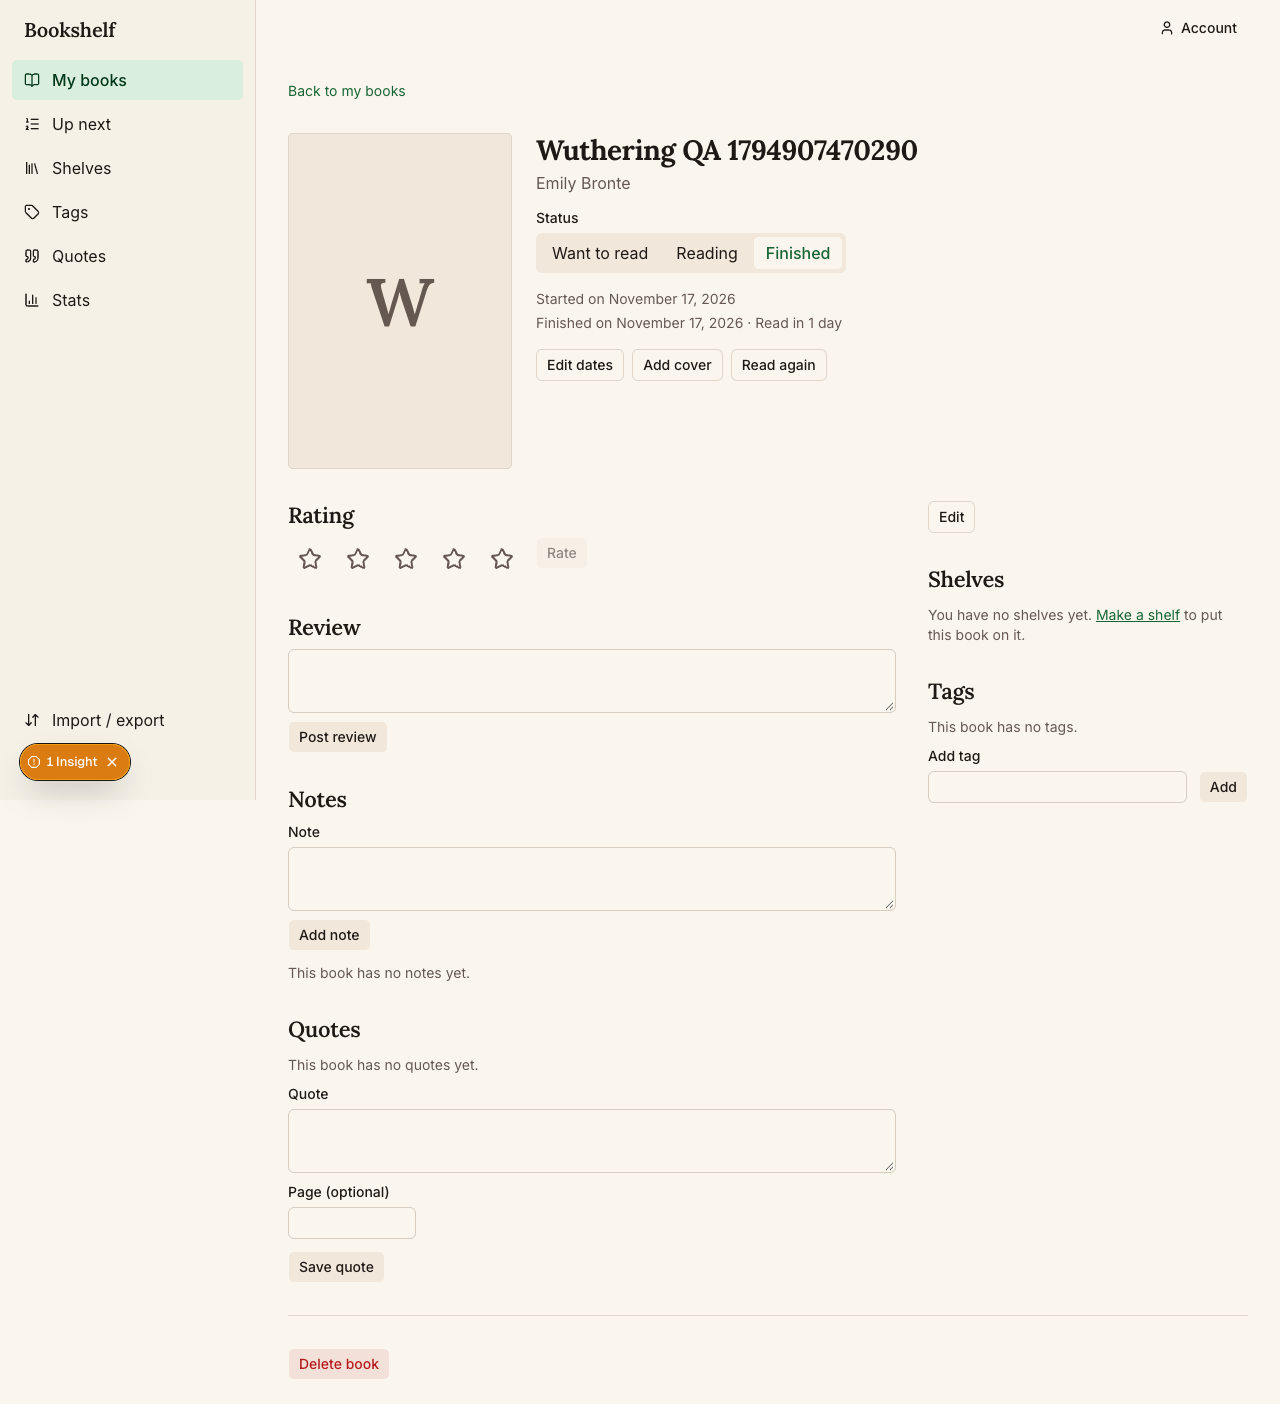 Bookshelf
My books
Up next
Shelves
Tags
Quotes
Stats
Import / export
1 Insight
Account
Back to my books
W
Wuthering QA 1794907470290
Emily Bronte
Status
Want to read
Reading
Finished
Started on November 17, 2026
Finished on November 17, 2026 · Read in 1 day
Edit dates
Add cover
Read again
Rating
Rate
Review
Post review
Notes
Note
Add note
This book has no notes yet.
Quotes
This book has no quotes yet.
Quote
Page (optional)
Save quote
Delete book
Edit
Shelves
You have no shelves yet. Make a shelf to put
this book on it.
Tags
This book has no tags.
Add tag
Add